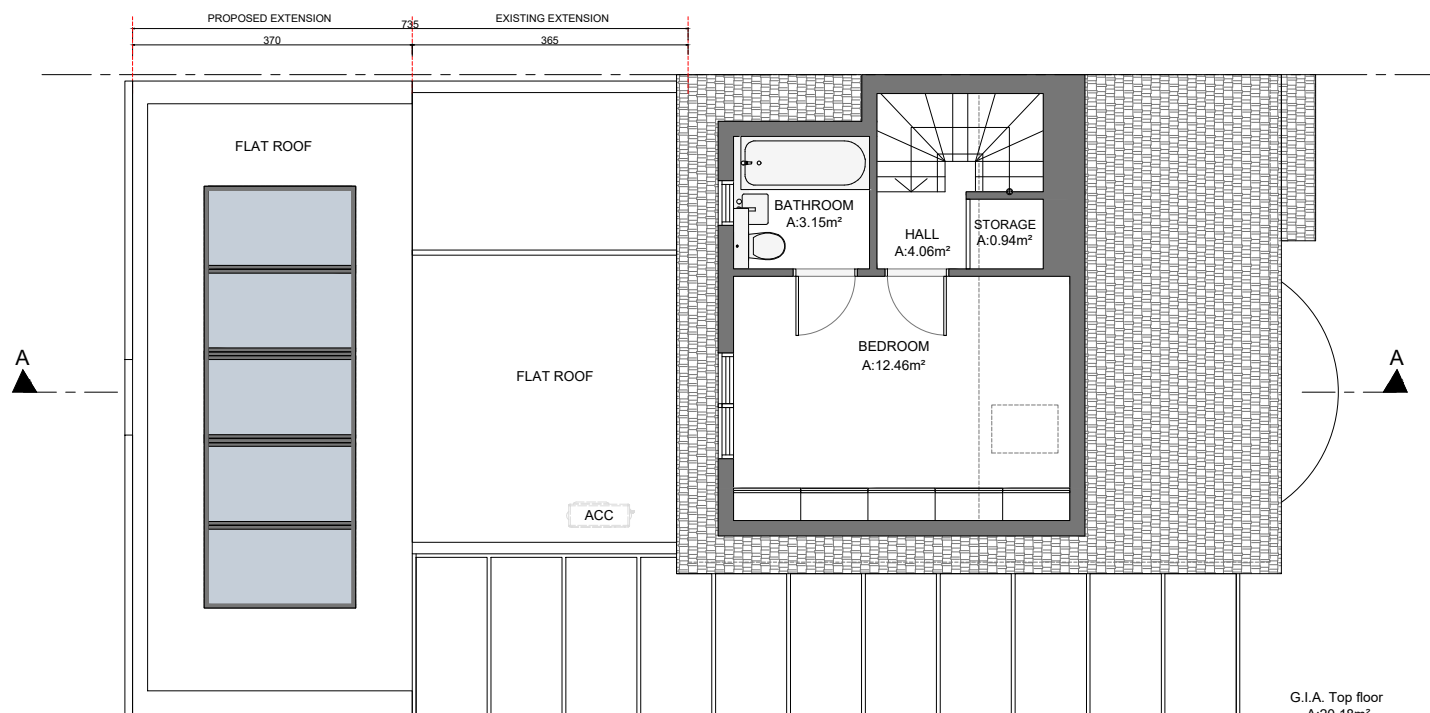 PROPOSED EXTENSION
735
EXISTING EXTENSION
370
365
FLAT ROOF
BATHROOM
A:3.15m²
HALL
A:4.06m²
STORAGE
A:0.94m²
A
BEDROOM
A:12.46m²
FLAT ROOF
A
ACC
G.I.A. Top floor